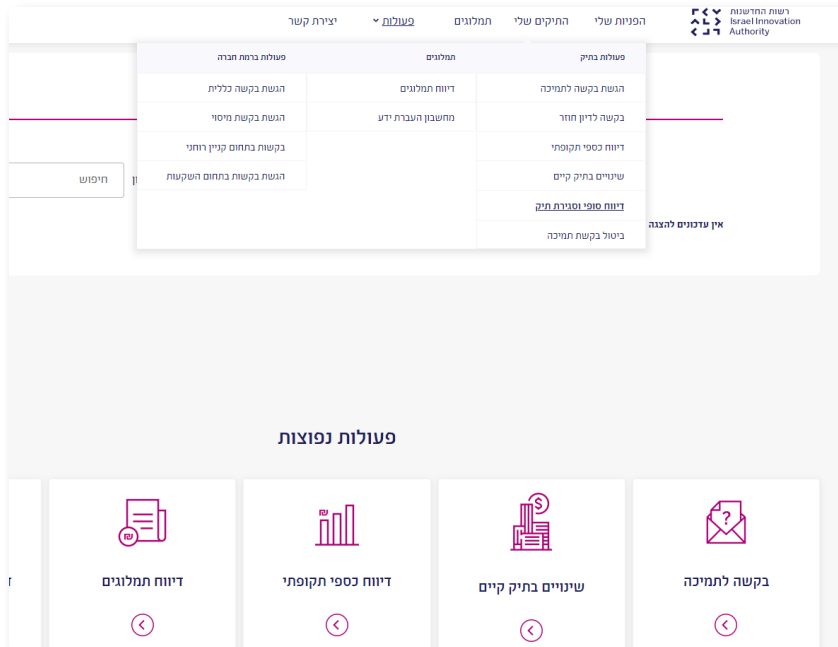 רשות החדשנות
Israel Innovation
Authority
הפניות שלי
התיקים שלי
תמלוגים
פעולות
יצירת קשר
פעולות בתיק
הגשת בקשה לתמיכה
בקשה לדיון חוזר
דיווח כספי תקופתי
שינויים בתיק קיים
דיווח סופי וסגירת תיק
ביטול בקשת תמיכה
תמלוגים
דיווח תמלוגים
מחשבון העברת ידע
פעולות ברמת חברה
הגשת בקשה כללית
הגשת בקשת מיסוי
בקשות בתחום קניין רוחני
הגשת בקשות בתחום השקעות
חיפוש
אין עדכונים להצגה
פעולות נפוצות
בקשה לתמיכה
שינויים בתיק קיים
דיווח כספי תקופתי
דיווח תמלוגים